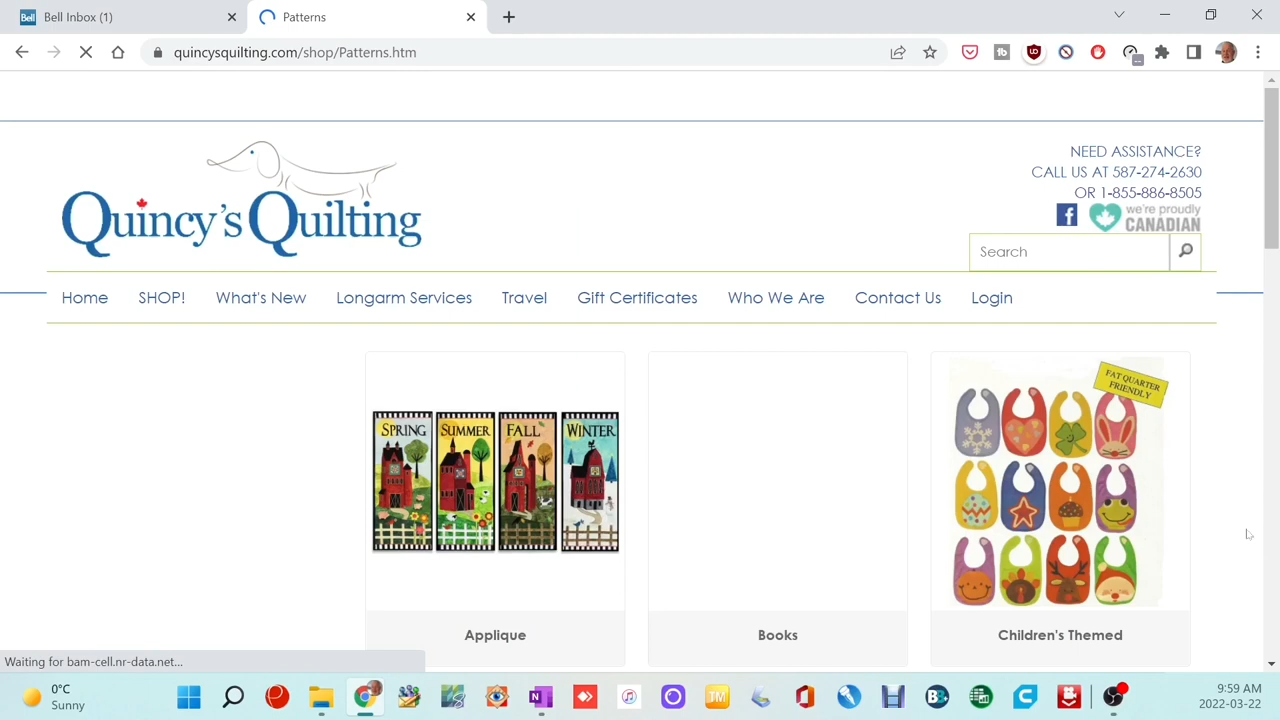 Bell Bell Inbox (1)
Patterns
quincysquilting.com/shop/Patterns.htm
Quincy's Quilting
NEED ASSISTANCE?
CALL US AT 587-274-2630
OR 1-855-886-8505
we're proudly
CANADIAN
Search
Home SHOP! What's New Longarm Services Travel Gift Certificates Who We Are Contact Us Login
SPRING SUMMER FALL WINTER
FAT QUARTER
FRIENDLY
Applique
Books
Children's Themed
Waiting for bam-cell.nr-data.net...
0°C
Sunny
9:59 AM
2022-03-22